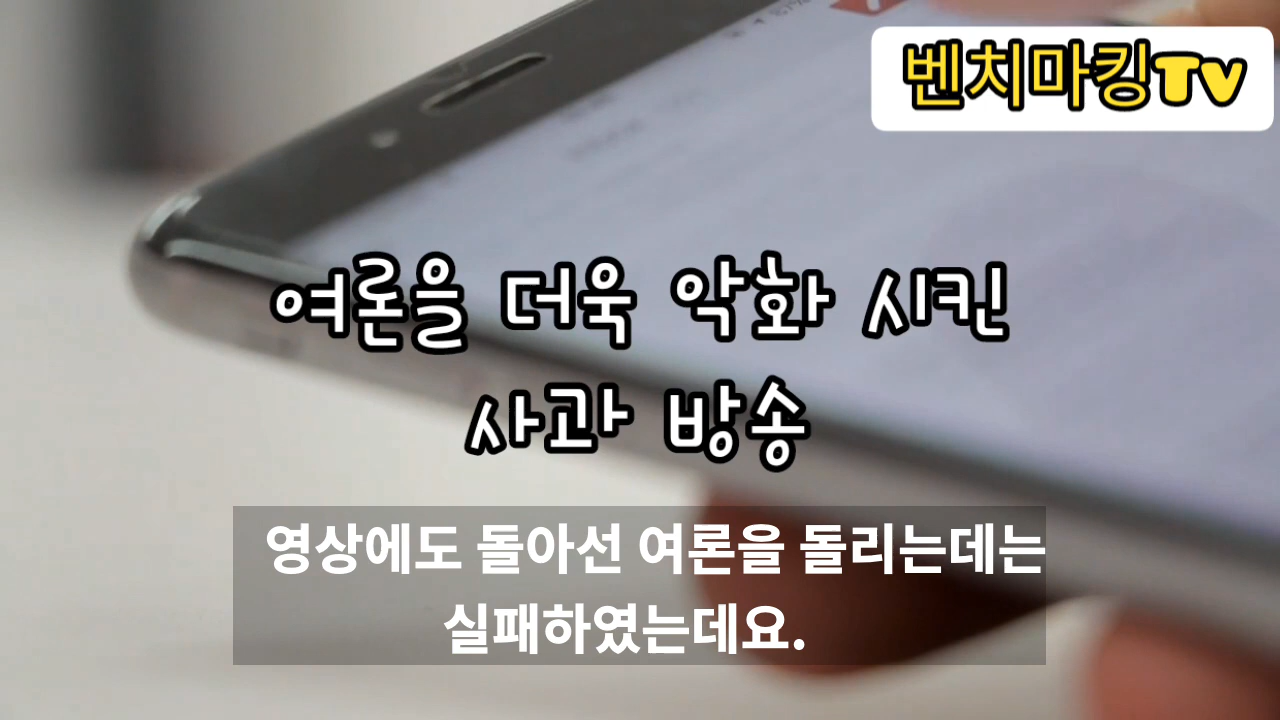 벤치마킹Tv
여론을 더욱 악화 시킨
사과 방송
영상에도 돌아선 여론을 돌리는데는
실패하였는데요.